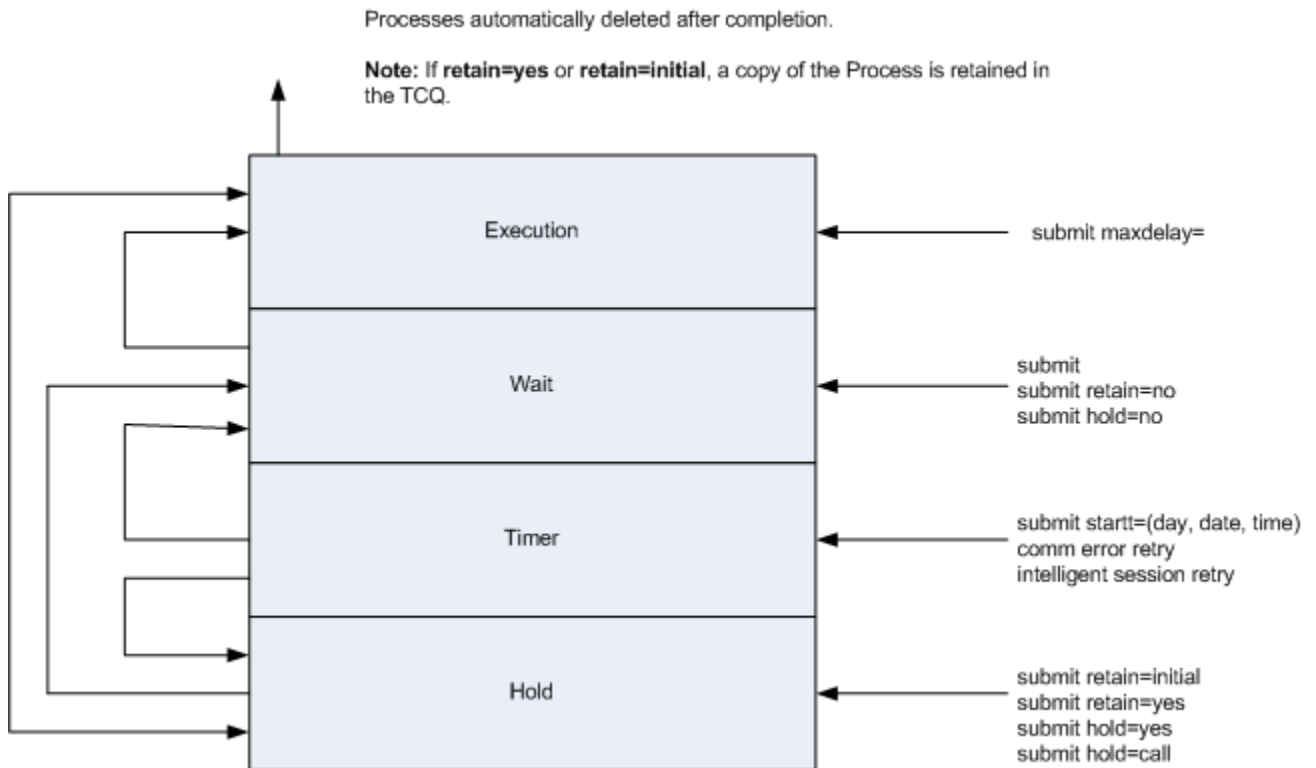 Processes automatically deleted after completion.
Note: If retain=yes or retain=initial, a copy of the Process is retained in
the TCQ.
Execution
submit maxdelay=
Wait
submit
submit retain=no
submit hold=no
Timer
submit startt=(day, date, time)
comm error retry
intelligent session retry
Hold
submit retain=initial
submit retain=yes
submit hold=yes
submit hold=call